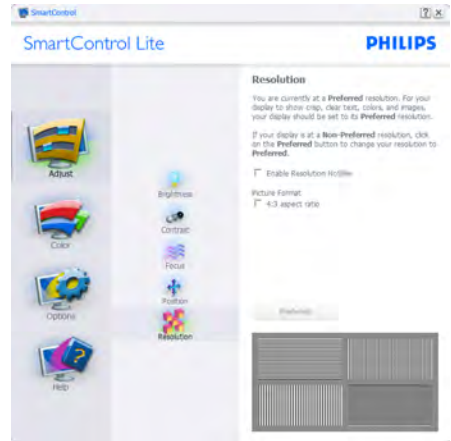 SmartControl
SmartControl Lite
PHILIPS
Adjust
Color
Options
Help
Brightness
Contrast
Focus
Position
Resolution
Resolution
You are currently at a Preferred resolution. For your
display to show crisp, clear text, colors, and images,
your display should be set to its Preferred resolution.
If your display is at a Non-Preferred resolution, click
on the Preferred button to change your resolution to
Preferred.
Enable Resolution Notifier
Picture Format
4:3 aspect ratio
Preferred